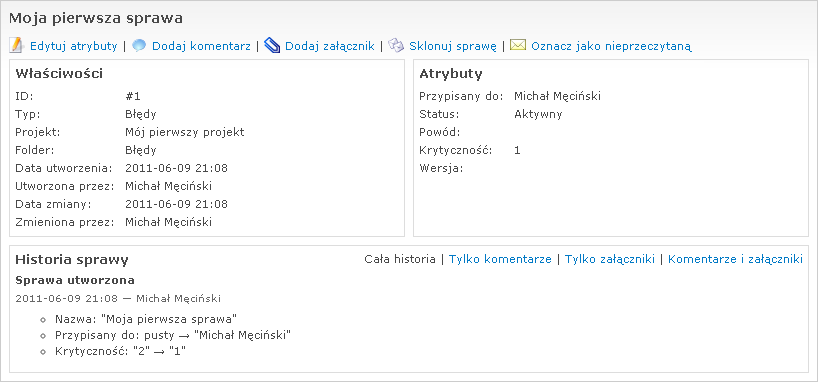 Moja pierwsza sprawa
Edytuj atrybuty | Dodaj komentarz | Dodaj załącznik | Sklonuj sprawę | Oznacz jako nieprzeczytaną
Właściwości
ID: #1
Typ: Błędy
Projekt: Mój pierwszy projekt
Folder: Błędy
Data utworzenia: 2011-06-09 21:08
Utworzona przez: Michał Męciński
Data zmiany: 2011-06-09 21:08
Zmieniona przez: Michał Męciński
Atrybuty
Przypisany do: Michał Męciński
Status: Aktywny
Powód:
Krytyczność: 1
Wersja:
Historia sprawy
Cała historia | Tylko komentarze | Tylko załączniki | Komentarze i załączniki
Sprawa utworzona
2011-06-09 21:08 — Michał Męciński
Nazwa: "Moja pierwsza sprawa"
Przypisany do: pusty → "Michał Męciński"
Krytyczność: "2" → "1"